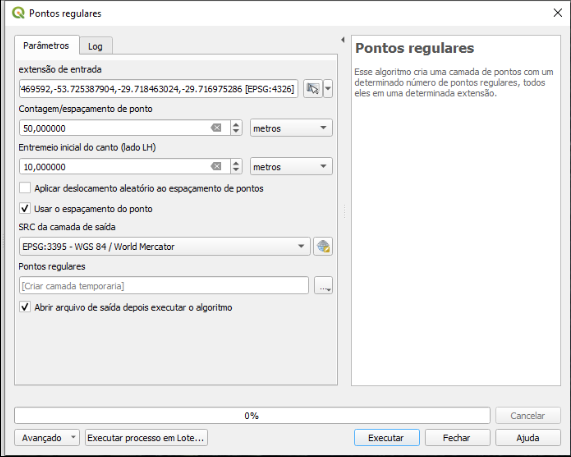 Pontos regulares
Parâmetros
Log
extensão de entrada
469592,-53.725387904,-29.718463024,-29.716975286 [EPSG:4326]
Contagem/espaçamento de ponto
50,000000
metros
Entremeio inicial do canto (lado LH)
10,000000
metros
Aplicar deslocamento aleatório ao espaçamento de pontos
Usar o espaçamento do ponto
SRC da camada de saída
EPSG:3395 - WGS 84 / World Mercator
Pontos regulares
[Criar camada temporaria]
...
Abrir arquivo de saída depois executar o algoritmo
Pontos regulares
Esse algoritmo cria uma camada de pontos com um
determinado número de pontos regulares, todos
eles em uma determinada extensão.
0%
Cancelar
Avançado
Executar processo em Lote...
Executar
Fechar
Ajuda